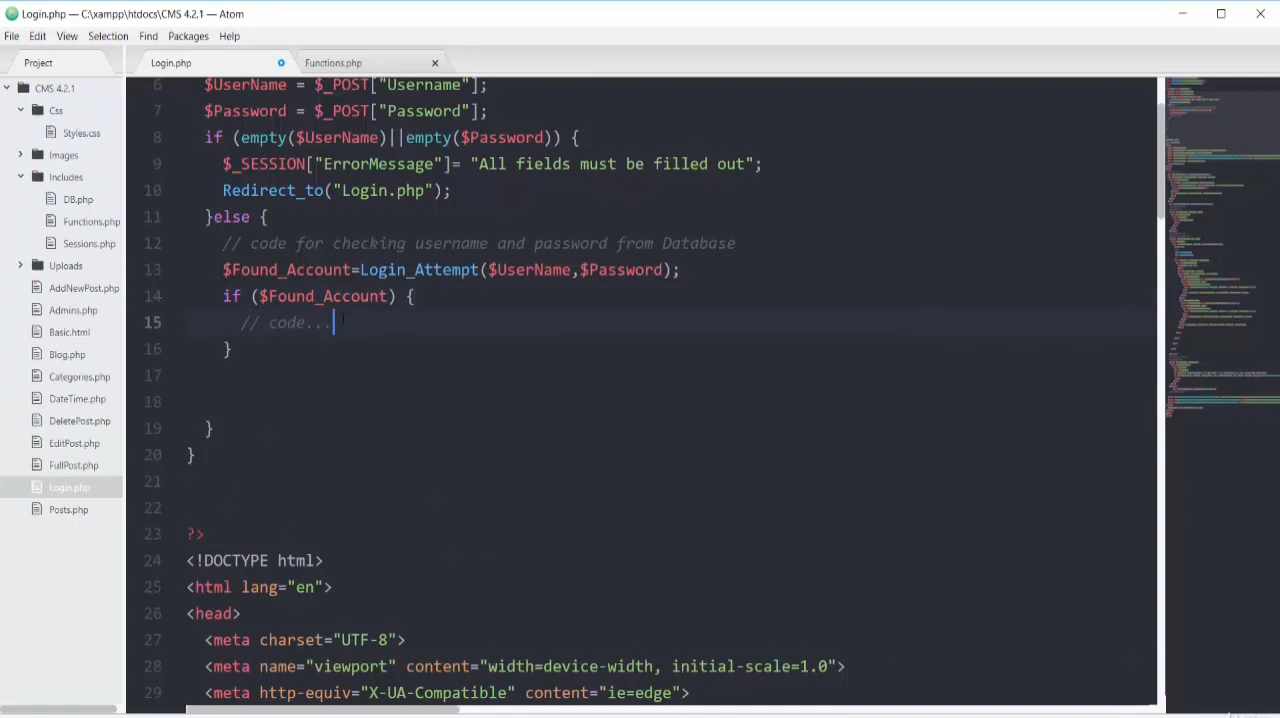 Login.php — C:\xampp\htdocs\CMS 4.2.1 — Atom
File Edit View Selection Find Packages Help
Project
Login.php
Functions.php
CMS 4.2.1
Css
Styles.css
Images
Includes
DB.php
Functions.php
Sessions.php
Uploads
AddNewPost.php
Admins.php
Basic.html
Blog.php
Categories.php
DateTime.php
DeletePost.php
EditPost.php
FullPost.php
Login.php
Posts.php
6 $UserName = $_POST["Username"];
7 $Password = $_POST["Password"];
8 if (empty($UserName)||empty($Password)) {
9 $_SESSION["ErrorMessage"]= "All fields must be filled out";
10 Redirect_to("Login.php");
11 }else {
12 // code for checking username and password from Database
13 $Found_Account=Login_Attempt($UserName,$Password);
14 if ($Found_Account) {
15 // code...
16 }
17
18
19 }
20 }
21
22
23 ?>
24 <!DOCTYPE html>
25 <html lang="en">
26 <head>
27 <meta charset="UTF-8">
28 <meta name="viewport" content="width=device-width, initial-scale=1.0">
29 <meta http-equiv="X-UA-Compatible" content="ie=edge">